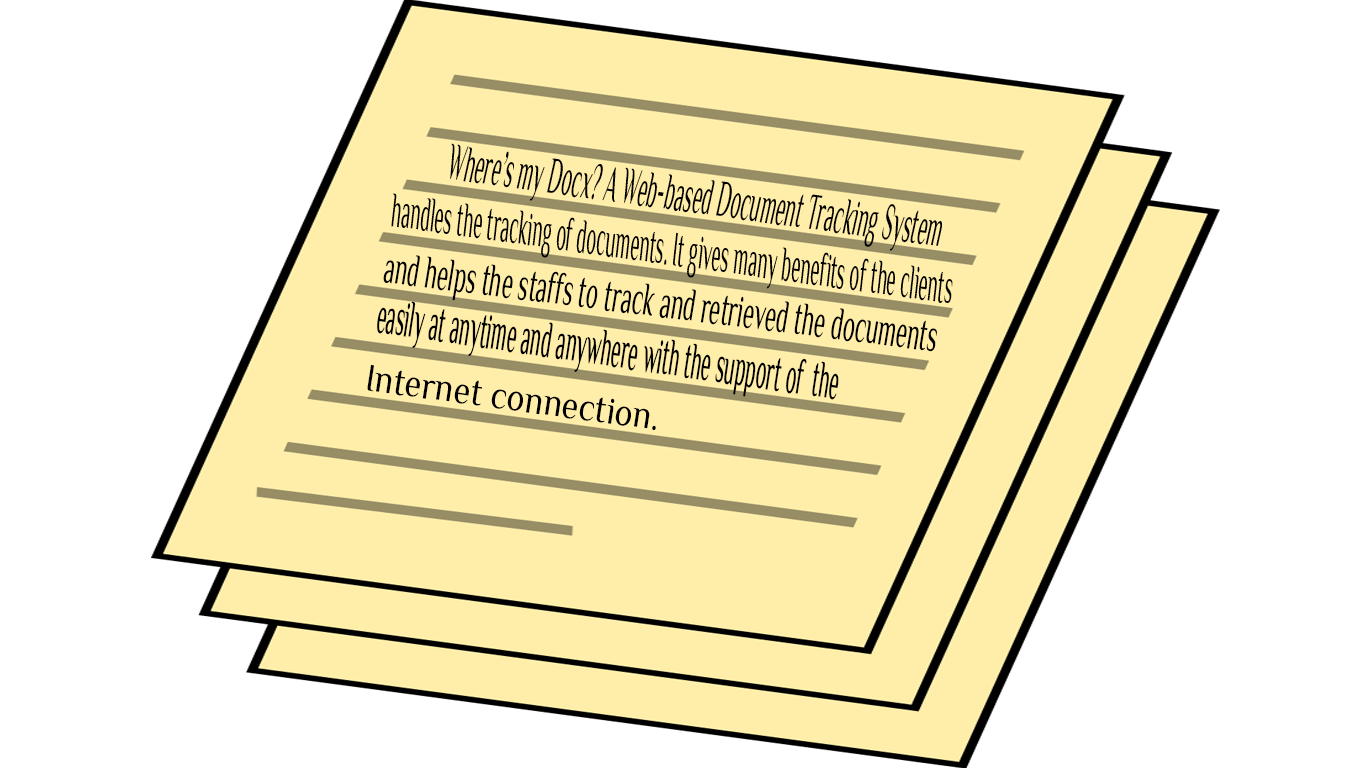 Where's my Docx? A Web-based Document Tracking System
handles the tracking of documents. It gives many benefits of the clients
and helps the staffs to track and retrieved the documents
easily at anytime and anywhere with the support of the
Internet connection.